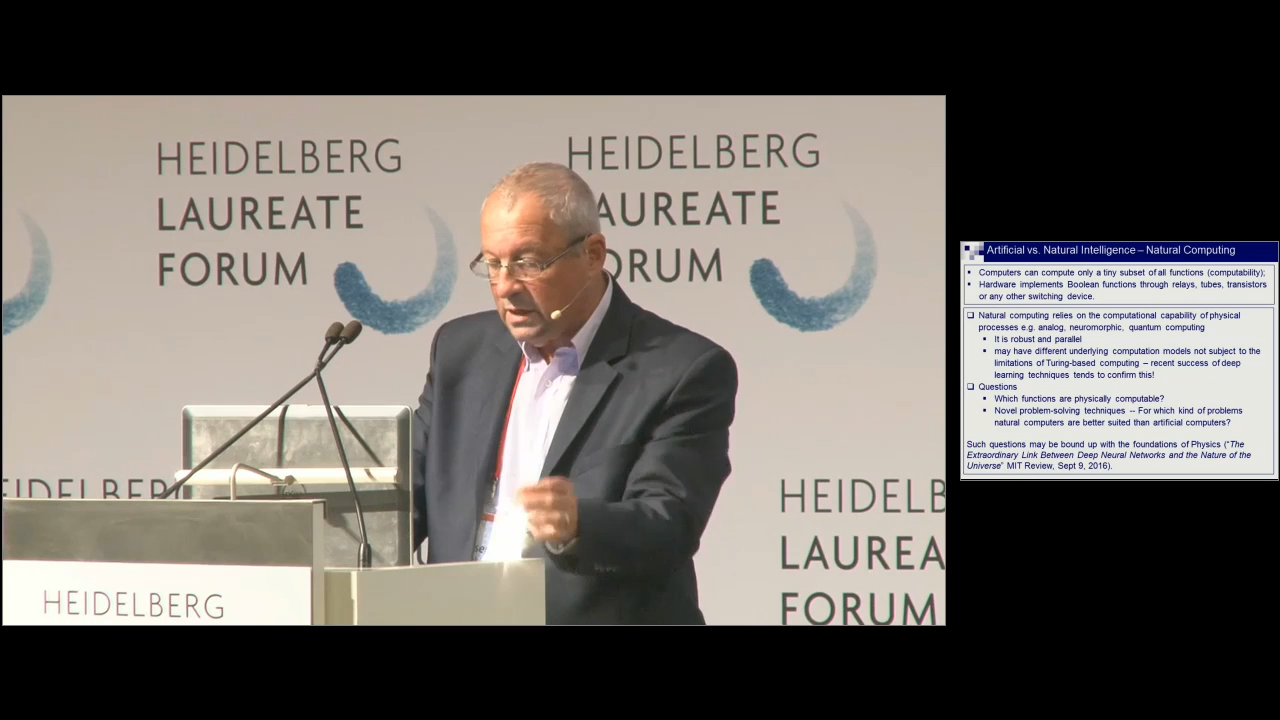 HEIDELBERG
LAUREATE
FORUM
HEIDELBERG
LAUREATE
FORUM
HEIDELBERG
LAUREA
FORUM
HEIDELBERG
Artificial vs. Natural Intelligence – Natural Computing
▪ Computers can compute only a tiny subset of all functions (computability);
▪ Hardware implements Boolean functions through relays, tubes, transistors
or any other switching device.
❑ Natural computing relies on the computational capability of physical
processes e.g. analog, neuromorphic, quantum computing
▪ It is robust and parallel
▪ may have different underlying computation models not subject to the
limitations of Turing-based computing – recent success of deep
learning techniques tends to confirm this!
❑ Questions
▪ Which functions are physically computable?
▪ Novel problem-solving techniques -- For which kind of problems
natural computers are better suited than artificial computers?
Such questions may be bound up with the foundations of Physics (“The
Extraordinary Link Between Deep Neural Networks and the Nature of the
Universe” MIT Review, Sept 9, 2016).